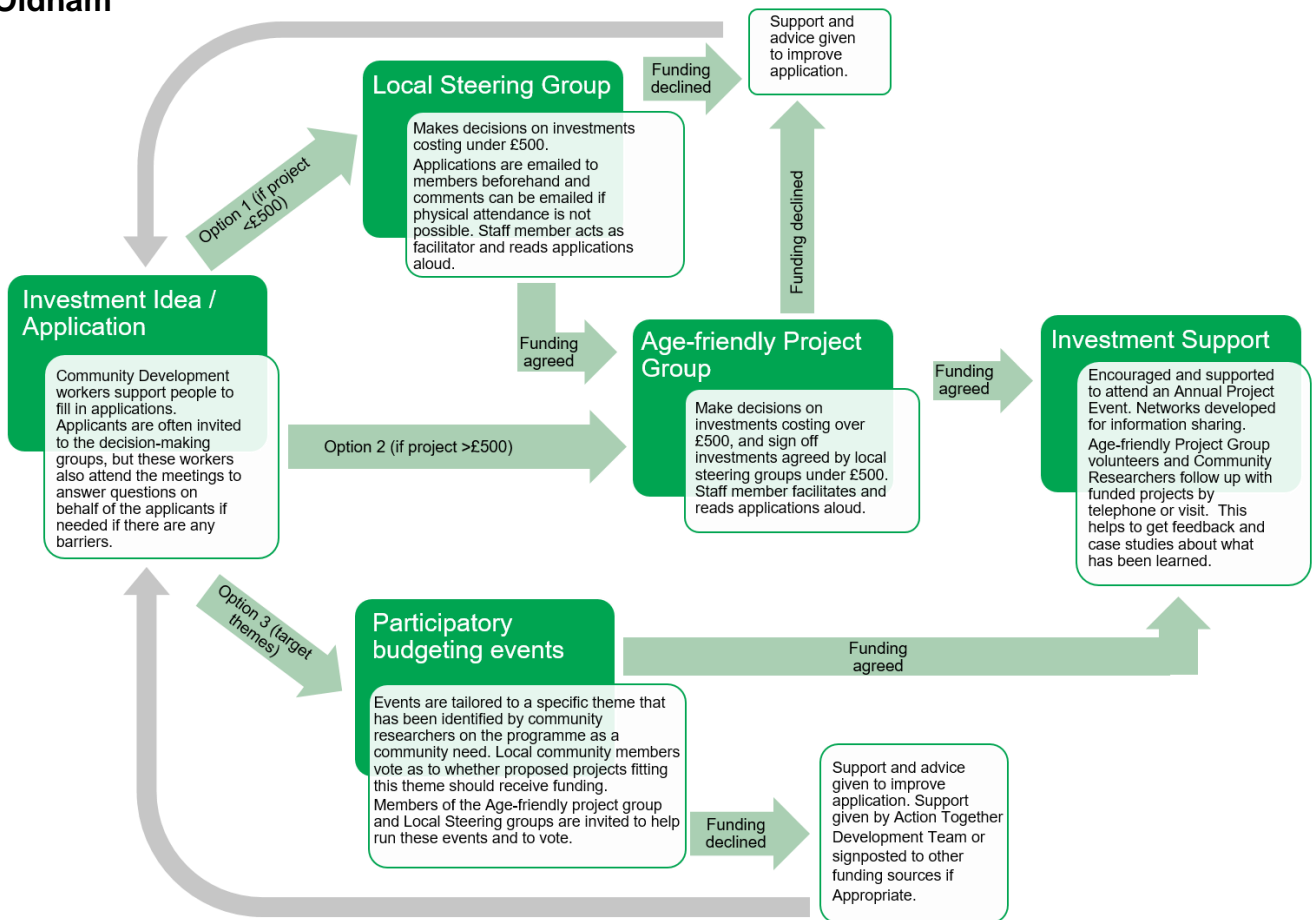 Oldham
Support and
advice given
to improve
application.
Funding
declined
Local Steering Group
Makes decisions on investments
costing under £500.
Applications are emailed to
members beforehand and
comments can be emailed if
physical attendance is not
possible. Staff member acts as
facilitator and reads applications
aloud.
Option 1 (if project
<£500)
Funding declined
Investment Idea /
Application
Community Development
workers support people to
fill in applications.
Applicants are often invited
to the decision-making
groups, but these workers
also attend the meetings to
answer questions on
behalf of the applicants if
needed if there are any
barriers.
Funding
agreed
Option 2 (if project >£500)
Age-friendly Project
Group
Make decisions on
investments costing over
£500, and sign off
investments agreed by local
steering groups under £500.
Staff member facilitates and
reads applications aloud.
Funding
agreed
Investment Support
Encouraged and supported
to attend an Annual Project
Event. Networks developed
for information sharing.
Age-friendly Project Group
volunteers and Community
Researchers follow up with
funded projects by
telephone or visit. This
helps to get feedback and
case studies about what
has been learned.
Option 3 (target
themes)
Participatory
budgeting events
Events are tailored to a specific theme that
has been identified by community
researchers on the programme as a
community need. Local community members
vote as to whether proposed projects fitting
this theme should receive funding.
Members of the Age-friendly project group
and Local Steering groups are invited to help
run these events and to vote.
Funding
agreed
Funding
declined
Support and advice
given to improve
application. Support
given by Action Together
Development Team or
signposted to other
funding sources if
Appropriate.